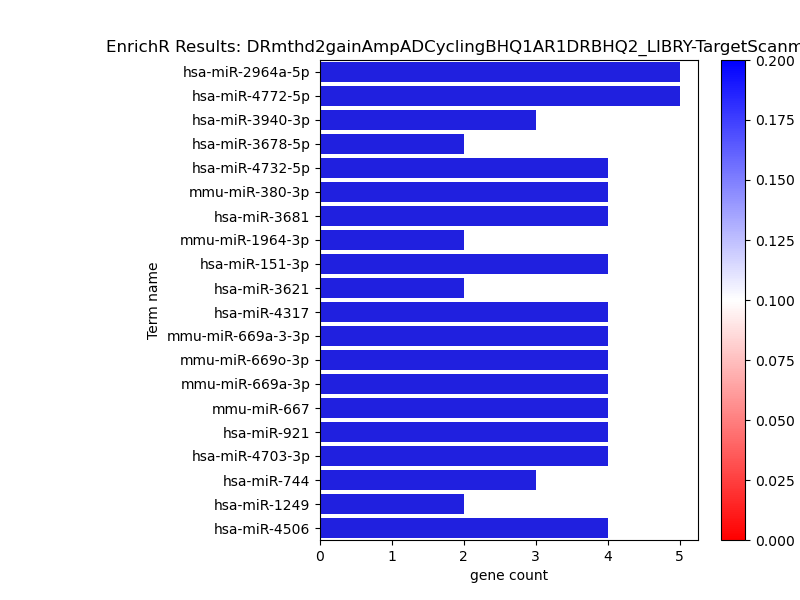 EnrichR Results: DRmthd2gainAmpADCyclingBHQ1AR1DRBHQ2_LIBRY-TargetScanm
hsa-miR-2964a-5p
hsa-miR-4772-5p
hsa-miR-3940-3p
hsa-miR-3678-5p
hsa-miR-4732-5p
mmu-miR-380-3p
hsa-miR-3681
mmu-miR-1964-3p
hsa-miR-151-3p
hsa-miR-3621
hsa-miR-4317
mmu-miR-669a-3-3p
mmu-miR-669o-3p
mmu-miR-669a-3p
mmu-miR-667
hsa-miR-921
hsa-miR-4703-3p
hsa-miR-744
hsa-miR-1249
hsa-miR-4506
Term name
0 1 2 3 4 5
gene count
0.200
0.175
0.150
0.125
0.100
0.075
0.050
0.025
0.000